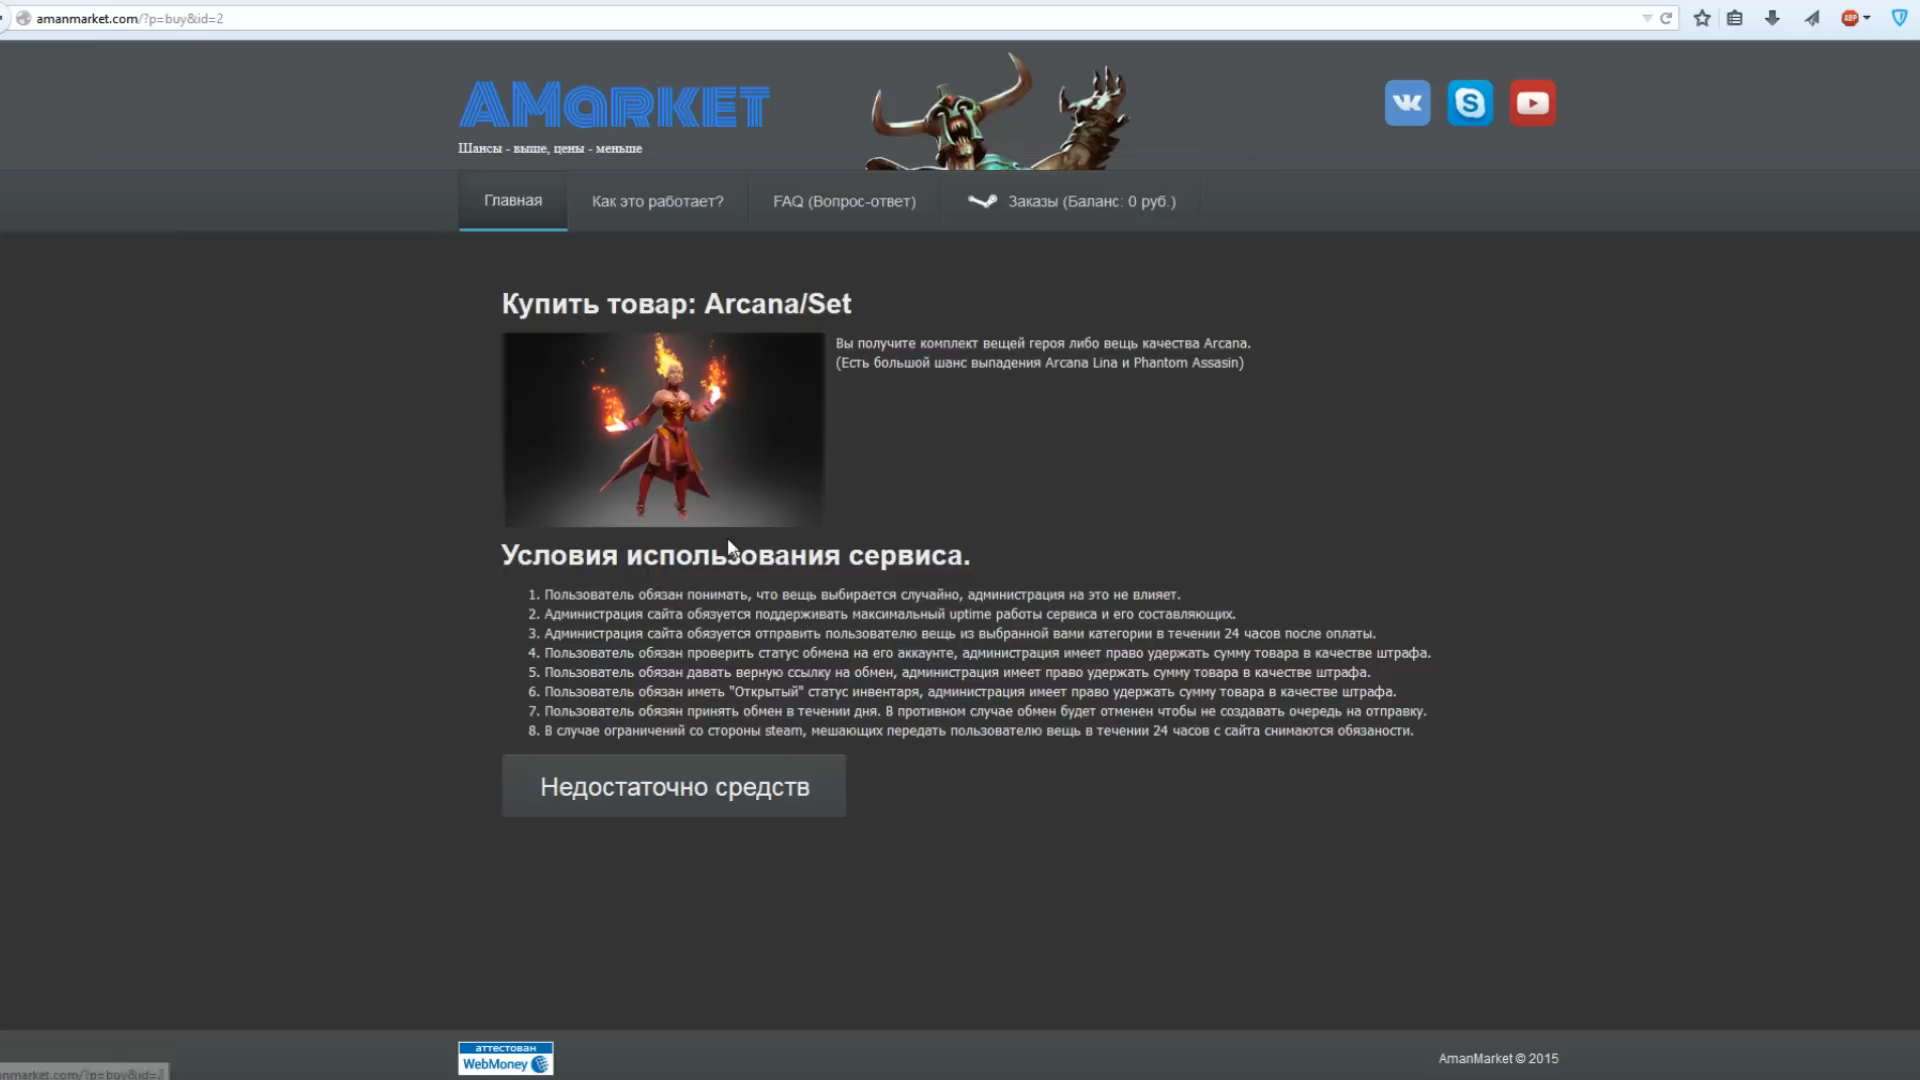 amanmarket.com/?p=buy&id=2
ABP
AMARKET
Шансы - выше, цены - меньше
Главная
Как это работает?
FAQ (Вопрос-ответ)
Заказы (Баланс: 0 руб.)
Купить товар: Arcana/Set
Вы получите комплект вещей героя либо вещь качества Arcana.
(Есть большой шанс выпадения Arcana Lina и Phantom Assasin)
Условия использования сервиса.
1. Пользователь обязан понимать, что вещь выбирается случайно, администрация на это не влияет.
2. Администрация сайта обязуется поддерживать максимальный uptime работы сервиса и его составляющих.
3. Администрация сайта обязуется отправить пользователю вещь из выбранной вами категории в течении 24 часов после оплаты.
4. Пользователь обязан проверить статус обмена на его аккаунте, администрация имеет право удержать сумму товара в качестве штрафа.
5. Пользователь обязан давать верную ссылку на обмен, администрация имеет право удержать сумму товара в качестве штрафа.
6. Пользователь обязан иметь "Открытый" статус инвентаря, администрация имеет право удержать сумму товара в качестве штрафа.
7. Пользователь обязян принять обмен в течении дня. В противном случае обмен будет отменен чтобы не создавать очередь на отправку.
8. В случае ограничений со стороны steam, мешающих передать пользователю вещь в течении 24 часов с сайта снимаются обязаности.
Недостаточно средств
аттестован
WebMoney
AmanMarket © 2015